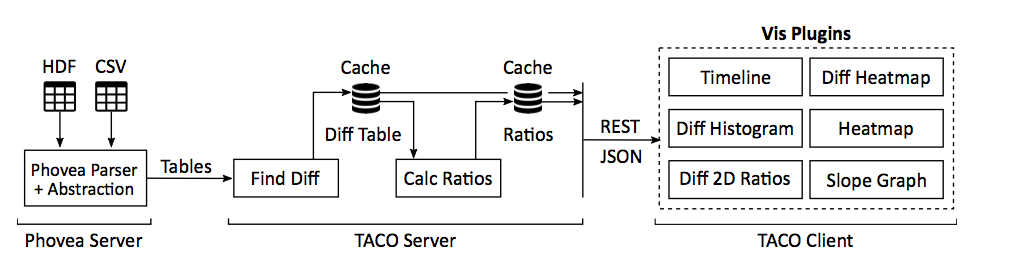 Vis Plugins
HDF
CSV
Cache
Cache
Timeline
Diff Heatmap
Diff Table
Ratios
REST
JSON
Diff Histogram
Heatmap
Phovea Parser
+ Abstraction
Tables
Find Diff
Calc Ratios
Diff 2D Ratios
Slope Graph
Phovea Server
TACO Server
TACO Client